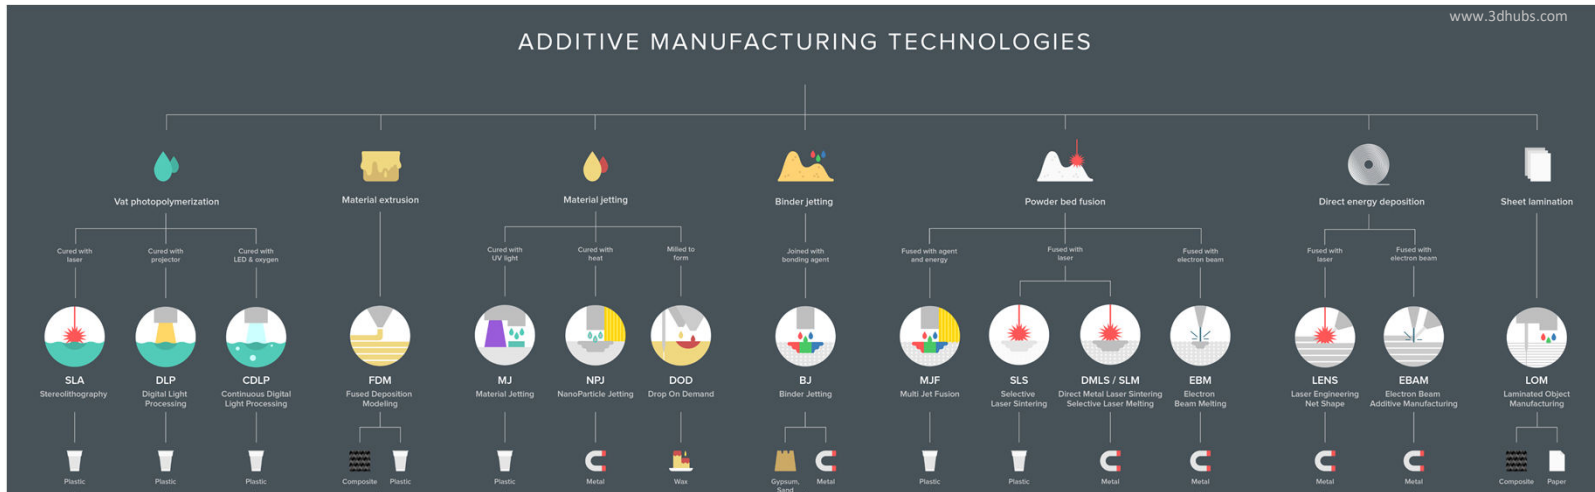 www.3dhubs.com
ADDITIVE MANUFACTURING TECHNOLOGIES
Vat photopolymerization
Material extrusion
Material jetting
Binder jetting
Powder bed fusion
Direct energy deposition
Sheet lamination
Cured with
laser
Cured with
projector
Cured with
LED & oxygen
Cured with
UV light
Cured with
heat
Milled to
form
Joined with
bonding agent
Fused with agent
and energy
Fused with
laser
Fused with
electron beam
Fused with
laser
Fused with
electron beam
SLA
Stereolithography
DLP
Digital Light
Processing
CDLP
Continuous Digital
Light Processing
FDM
Fused Deposition
Modeling
MJ
Material Jetting
NPJ
NanoParticle Jetting
DOD
Drop On Demand
BJ
Binder Jetting
MJF
Multi Jet Fusion
SLS
Selective
Laser Sintering
DMLS / SLM
Direct Metal Laser Sintering
Selective Laser Melting
EBM
Electron
Beam Melting
LENS
Laser Engineering
Net Shape
EBAM
Electron Beam
Additive Manufacturing
LOM
Laminated Object
Manufacturing
Plastic
Plastic
Plastic
Composite
Plastic
Plastic
Metal
Wax
Gypsum,
Sand
Metal
Plastic
Plastic
Metal
Metal
Metal
Metal
Composite
Paper